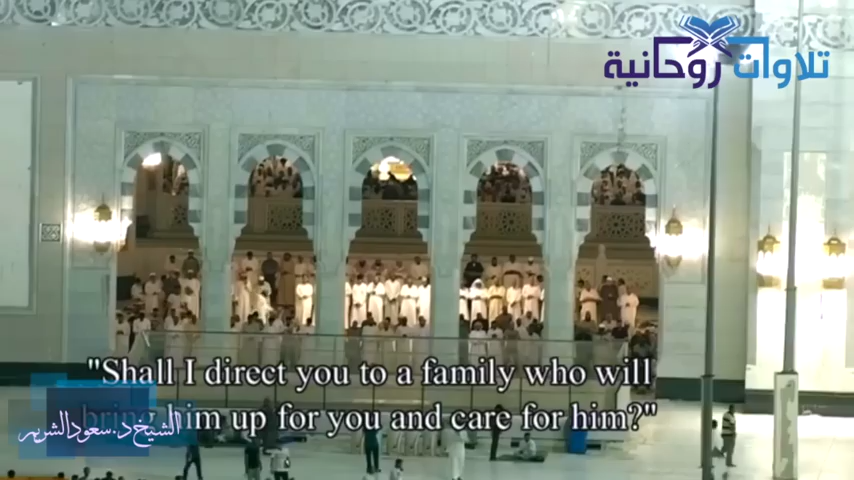 تلاوات روحانية
"Shall I direct you to a family who will
bring him up for you and care for him?"
الشيخ د. سعود الشريم